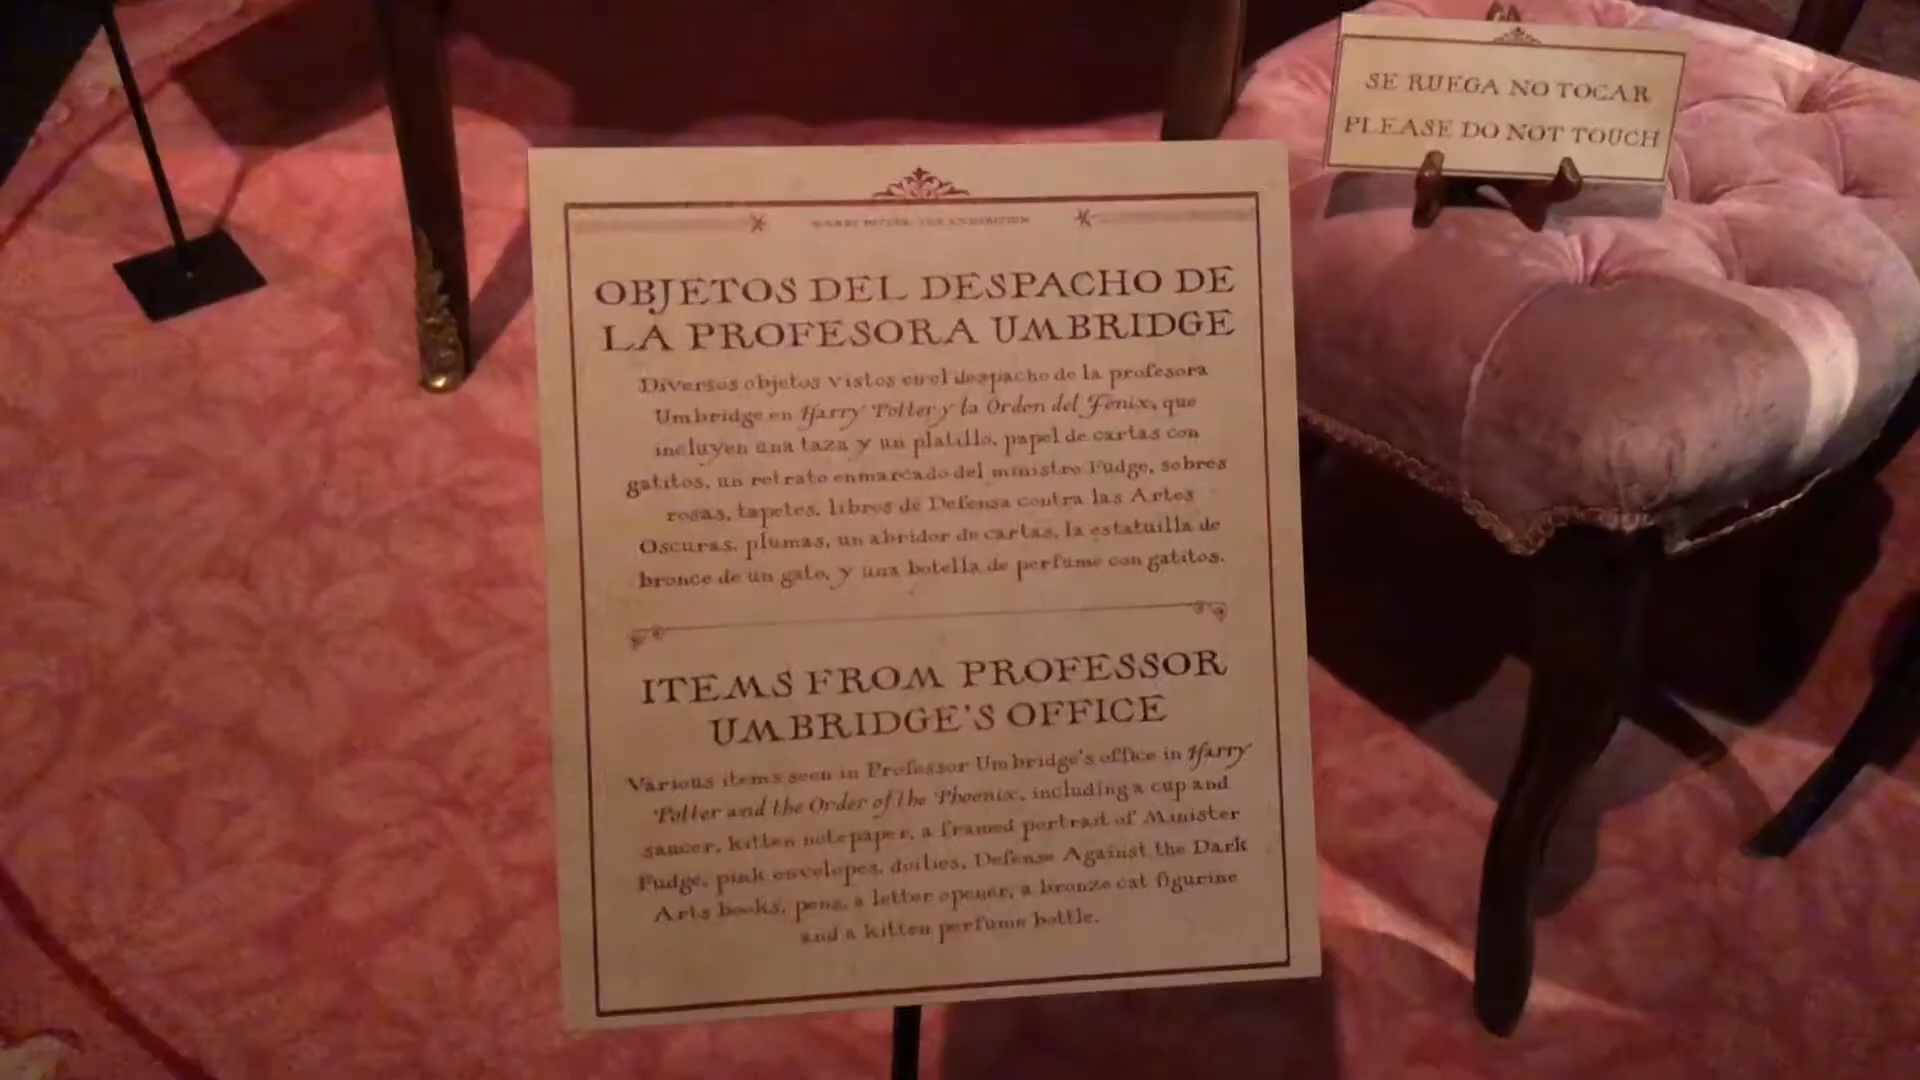 HARRY POTTER: THE EXHIBITION
OBJETOS DEL DESPACHO DE
LA PROFESORA UMBRIDGE
Diversos objetos vistos en el despacho de la profesora
Umbridge en Harry Potter y la Orden del Fénix, que
incluyen una taza y un platillo, papel de cartas con
gatitos, un retrato enmarcado del ministro Fudge, sobres
rosas, tapetes, libros de Defensa contra las Artes
Oscuras, plumas, un abridor de cartas, la estatuilla de
bronce de un gato, y una botella de perfume con gatitos.
ITEMS FROM PROFESSOR
UMBRIDGE'S OFFICE
Various items seen in Professor Umbridge's office in Harry
Potter and the Order of the Phoenix, including a cup and
saucer, kitten notepaper, a framed portrait of Minister
Fudge, pink envelopes, doilies, Defense Against the Dark
Arts books, pens, a letter opener, a bronze cat figurine
and a kitten perfume bottle.
SE RUEGA NO TOCAR
PLEASE DO NOT TOUCH